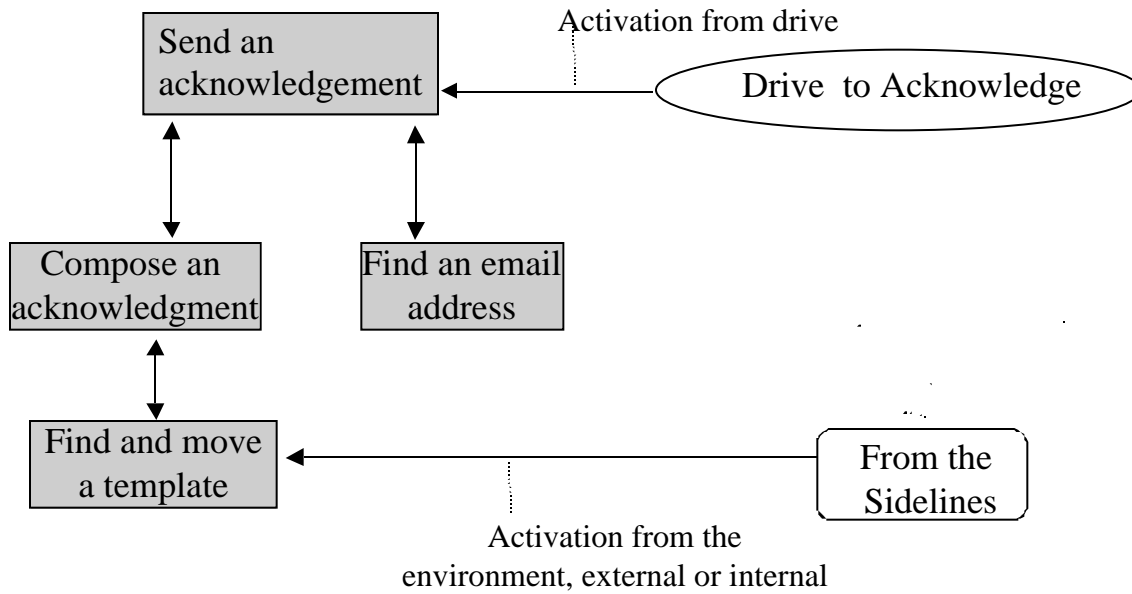 Activation from drive
Send an
acknowledgement
Drive to Acknowledge
Compose an
acknowledgment
Find an email
address
Find and move
a template
From the
Sidelines
Activation from the
environment, external or internal